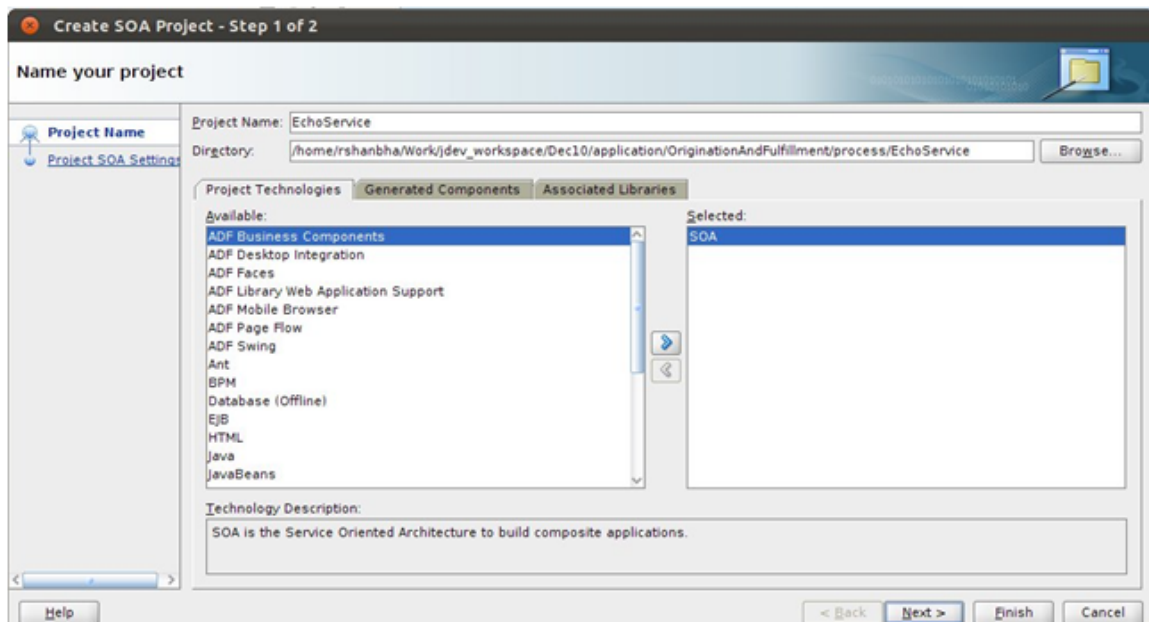 Create SOA Project - Step 1 of 2
Name your project
Project Name
Project SOA Settings
Project Name: EchoService
Directory: /home/rshanbha/Work/jdev_workspace/Dec10/application/OriginationAndFulfillment/process/EchoService Browse...
Project Technologies Generated Components Associated Libraries
Available:
ADF Business Components
ADF Desktop Integration
ADF Faces
ADF Library Web Application Support
ADF Mobile Browser
ADF Page Flow
ADF Swing
Ant
BPM
Database (Offline)
EJB
HTML
Java
JavaBeans
Selected:
SOA
Technology Description:
SOA is the Service Oriented Architecture to build composite applications.
Help < Back Next > Finish Cancel